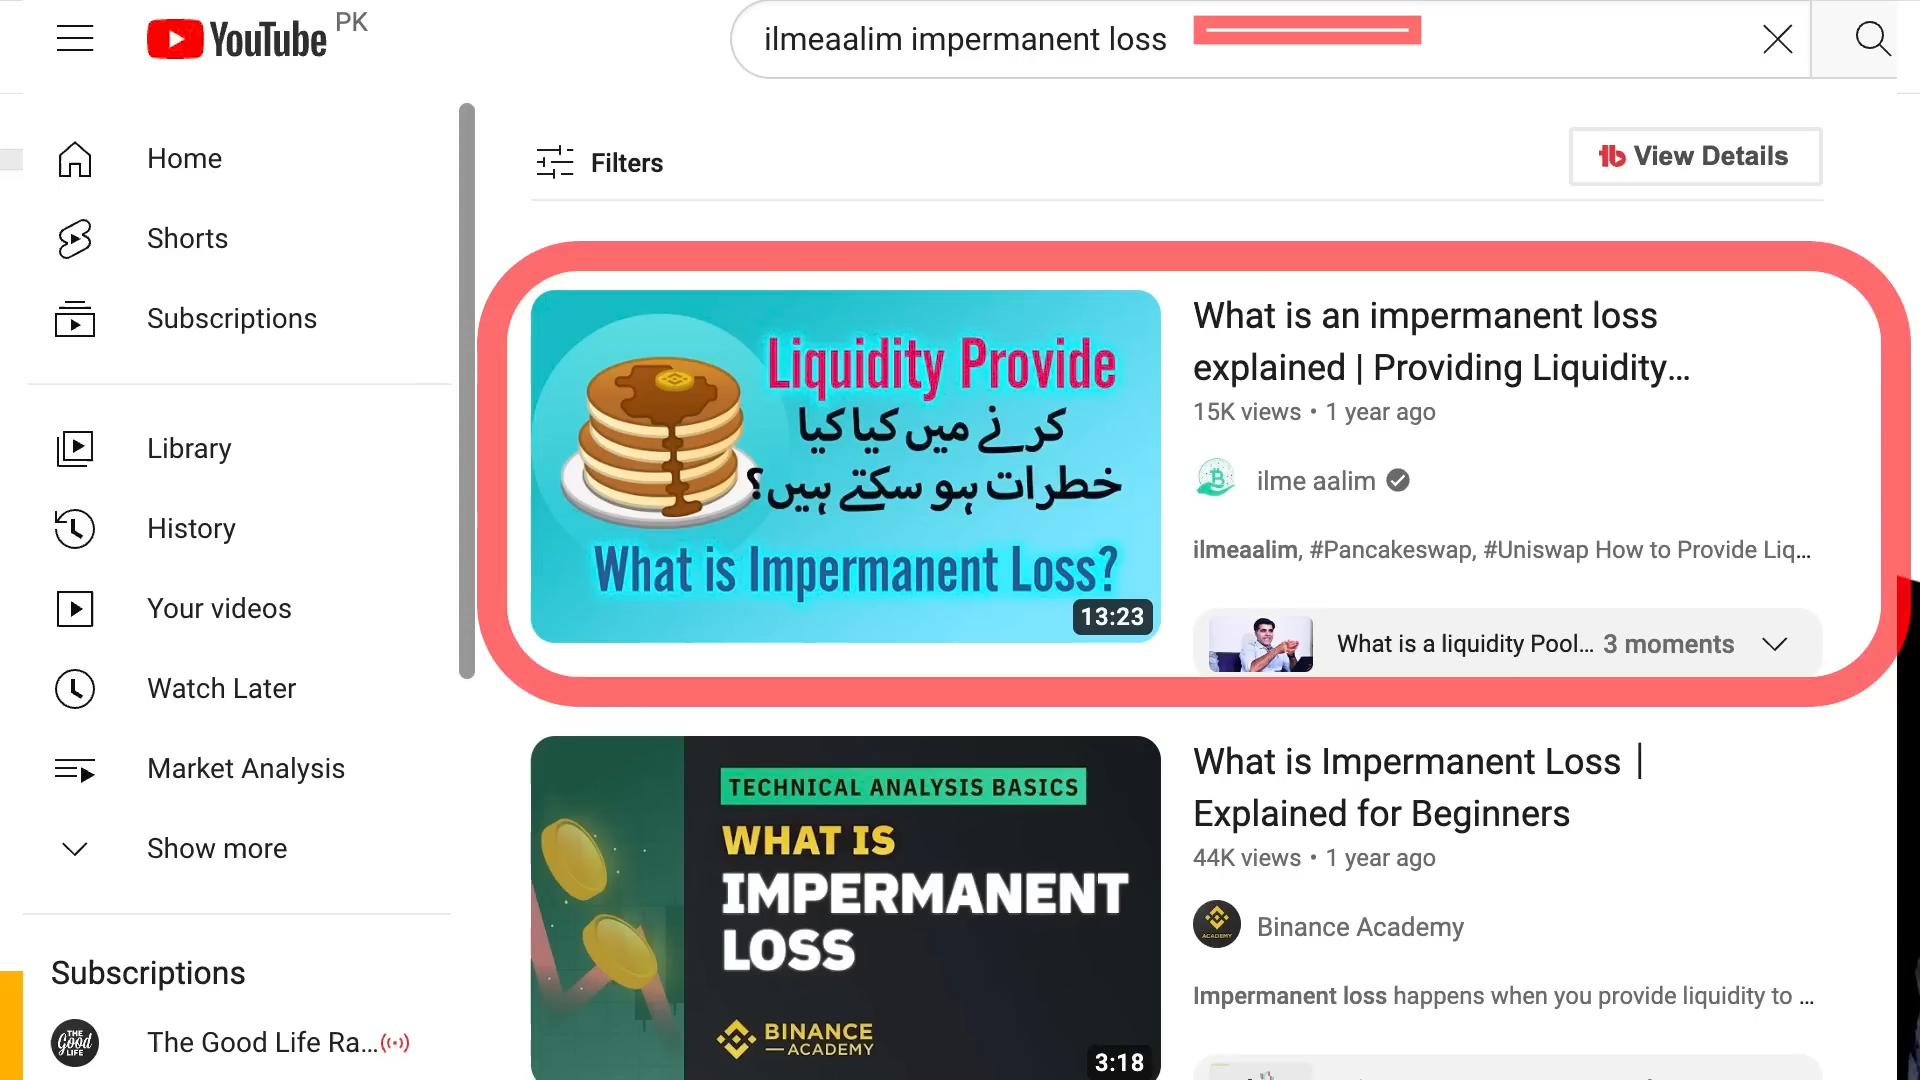 YouTube PK
ilmeaalim impermanent loss
Home
Shorts
Subscriptions
Library
History
Your videos
Watch Later
Market Analysis
Show more
Subscriptions
THE Good LIFE
The Good Life Ra...
Filters
tb View Details
Liquidity Provide
کرنے میں کیا کیا
خطرات ہو سکتے ہیں؟
What is Impermanent Loss?
13:23
What is an impermanent loss
explained | Providing Liquidity...
15K views • 1 year ago
ilme aalim
ilmeaalim, #Pancakeswap, #Uniswap How to Provide Liq...
What is a liquidity Pool... 3 moments
TECHNICAL ANALYSIS BASICS
WHAT IS
IMPERMANENT
LOSS
BINANCE
ACADEMY
3:18
What is Impermanent Loss |
Explained for Beginners
44K views • 1 year ago
ACADEMY
Binance Academy
Impermanent loss happens when you provide liquidity to ...